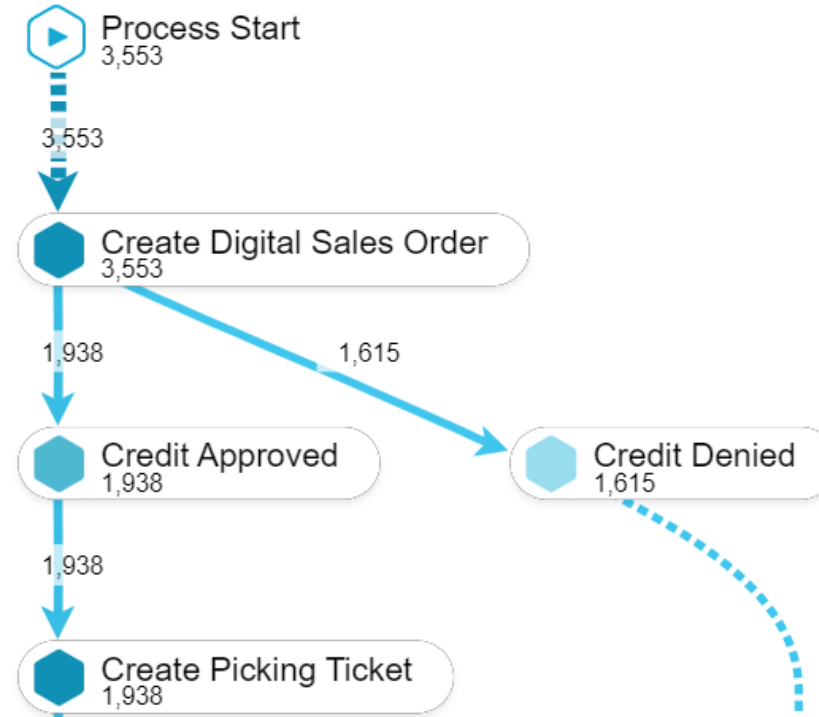 Process Start
3,553
3,553
Create Digital Sales Order
3,553
1,938
1,615
Credit Approved
1,938
Credit Denied
1,615
1,938
Create Picking Ticket
1,938